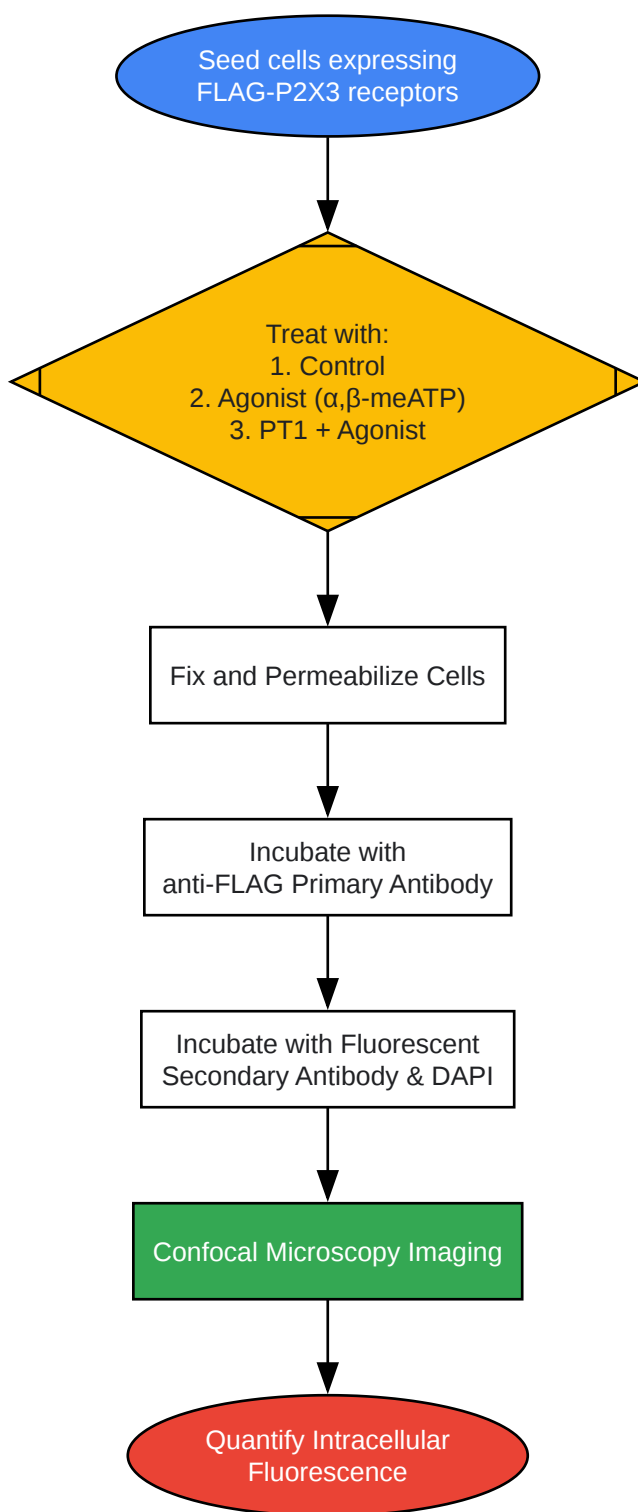 Seed cells expressing
FLAG-P2X3 receptors
Treat with:
1. Control
2. Agonist (α,β-meATP)
3. PT1 + Agonist
Fix and Permeabilize Cells
Incubate with
anti-FLAG Primary Antibody
Incubate with Fluorescent
Secondary Antibody & DAPI
Confocal Microscopy Imaging
Quantify Intracellular
Fluorescence